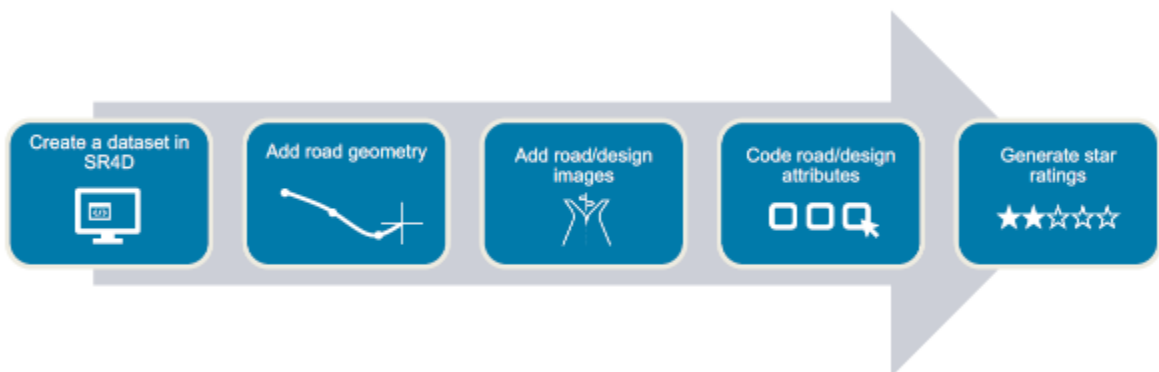 Create a dataset in
SR4D
Add road geometry
Add road/design
images
Code road/design
attributes
Generate star
ratings